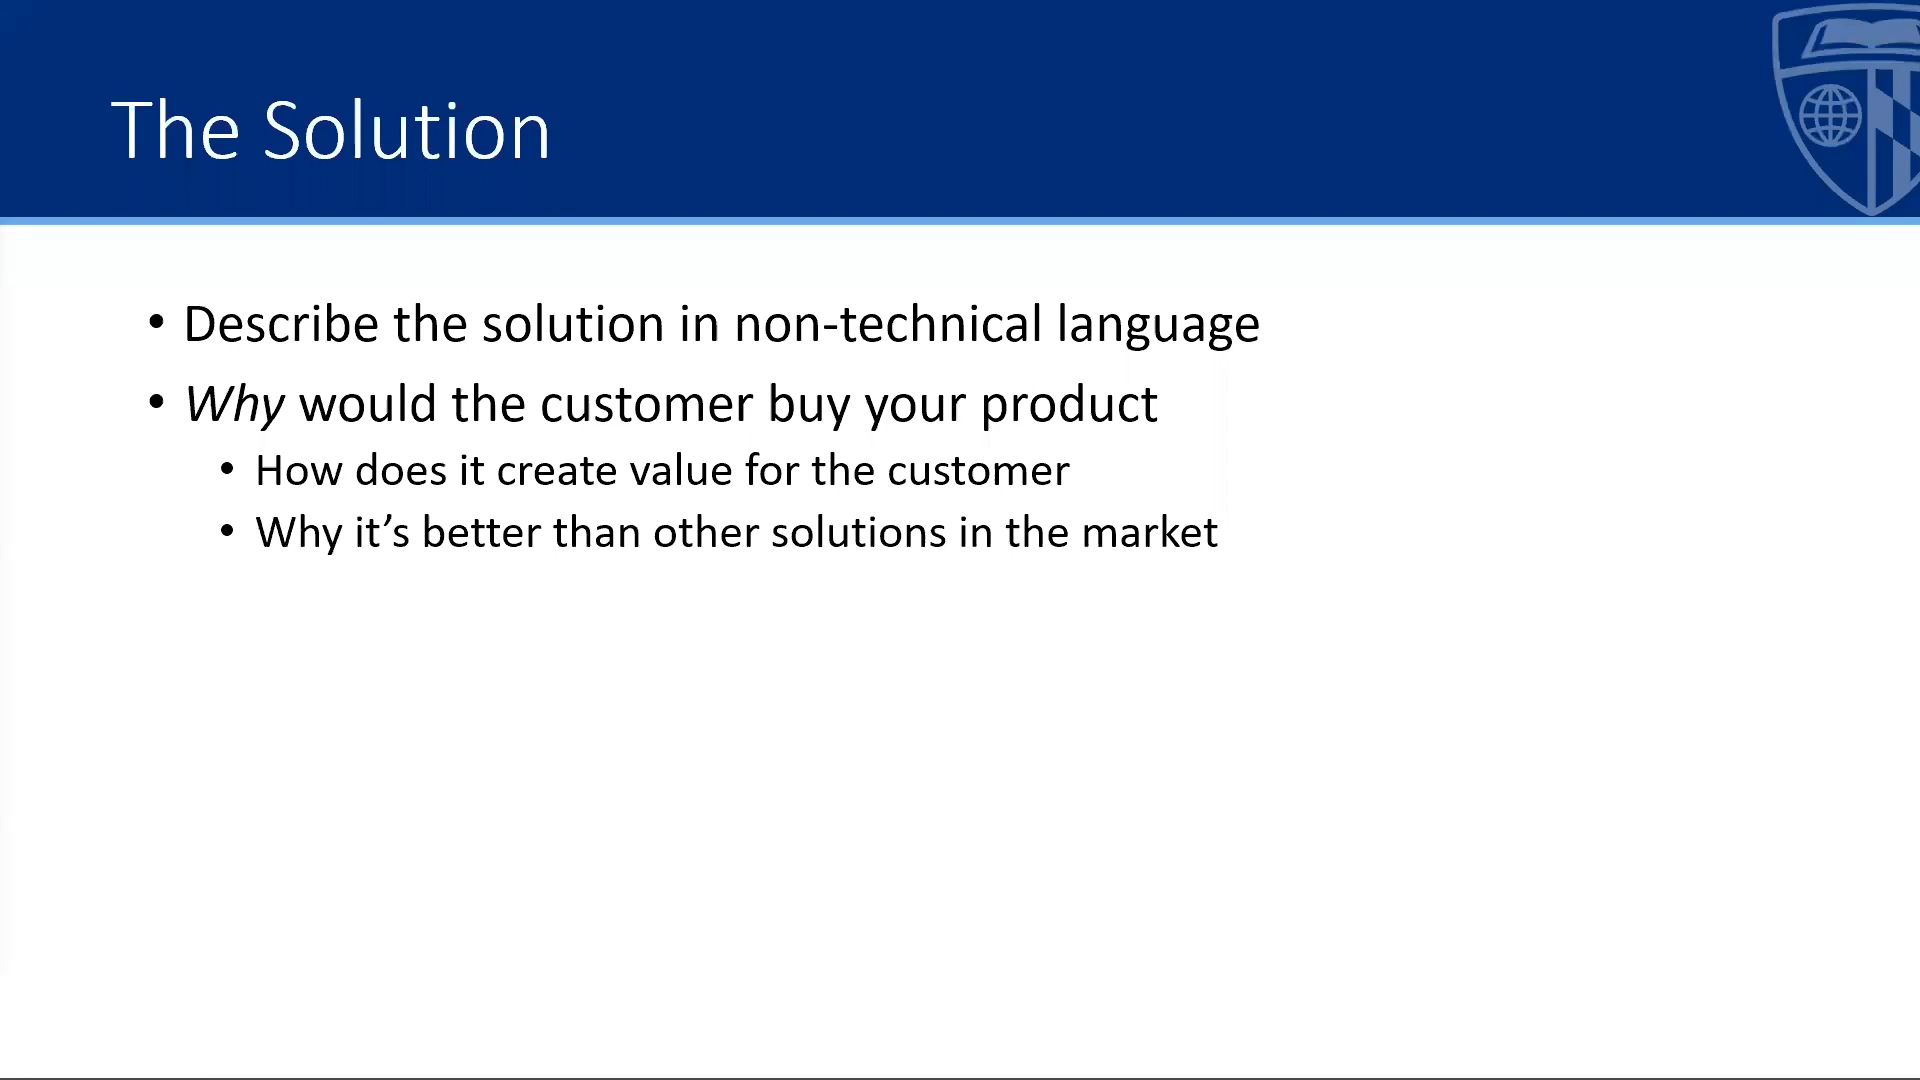 The Solution
• Describe the solution in non-technical language
• Why would the customer buy your product
• How does it create value for the customer
• Why it’s better than other solutions in the market